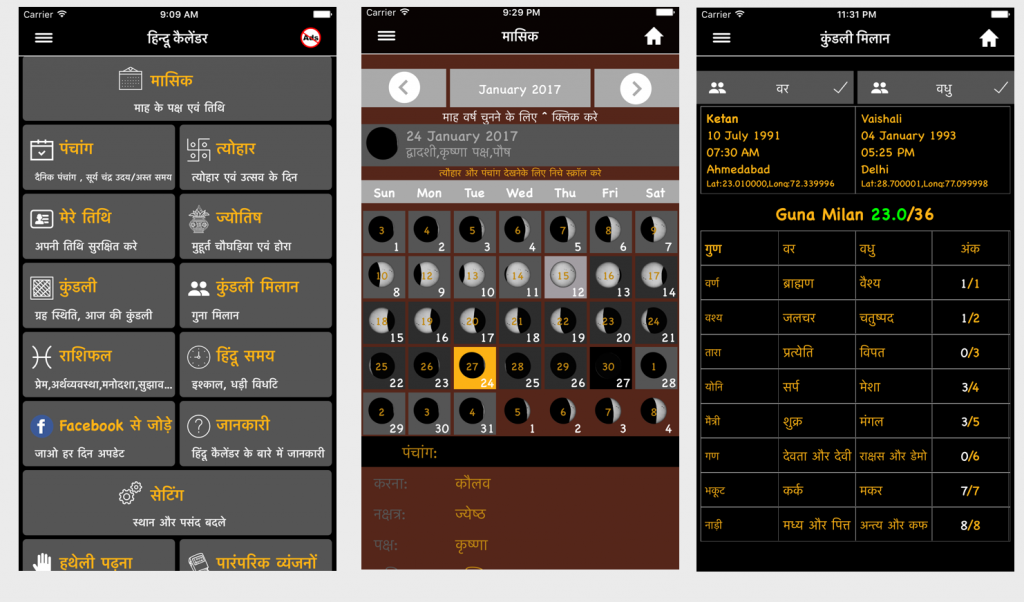 Carrier 9:09 AM
हिन्दू कैलेंडर
Ads
मासिक
माह के पक्ष एवं तिथि
पंचांग
दैनिक पंचांग , सूर्य चंद्र उदय/अस्त समय
त्योहार
त्योहार एवं उत्सव के दिन
मेरे तिथि
अपनी तिथि सुरक्षित करे
ज्योतिष
मुहूर्त चौघड़िया एवं होरा
कुंडली
ग्रह स्थिति, आज की कुंडली
कुंडली मिलान
गुना मिलान
राशिफल
प्रेम,अर्थव्यवस्था,मनोदशा,सुझाव...
हिंदू समय
इश्काल, धड़ी विधटि
Facebook से जोड़े
जाओ हर दिन अपडेट
जानकारी
हिंदू कैलेंडर के बारे में जानकारी
सेटिंग
स्थान और पसंद बदले
हथेली पढ़ना
पारंपरिक व्यंजनों
Carrier 9:29 PM
मासिक
January 2017
माह वर्ष चुनने के लिए ^ क्लिक करे
24 January 2017
द्वादशी,कृष्णा पक्ष,पौष
त्यौहार और पंचांग देखनेके लिए निचे स्क्रॉल करे
Sun Mon Tue Wed Thu Fri Sat
3 4 5 6 7 8 9
1 2 3 4 5 6 7
10 12 13 14 15 16 17
8 9 10 11 12 13 14
18 19 20 21 22 23 24
15 16 17 18 19 20 21
25 26 27 28 29 30 1
22 23 24 25 26 27 28
2 3 4 5 6 7 8
29 30 31 1 2 3 4
पंचांग:
करना: कौलव
नक्षत्र: ज्येष्ठ
पक्ष: कृष्णा
Carrier 11:31 PM
कुंडली मिलान
वर वधु
Ketan
10 July 1991
07:30 AM
Ahmedabad
Lat:23.010000,Long:72.339996
Vaishali
04 January 1993
05:25 PM
Delhi
Lat:28.700001,Long:77.099998
Guna Milan 23.0/36
गुण वर वधु अंक
वर्ण ब्राह्मण वैश्य 1/1
वश्य जलचर चतुष्पद 1/2
तारा प्रत्येति विपत 0/3
योनि सर्प मेशा 3/4
मैत्री शुक्र मंगल 3/5
गण देवता और देवी राक्षस और डेमो 0/6
भकूट कर्क मकर 7/7
नाड़ी मध्य और पित्त अन्त्य और कफ 8/8